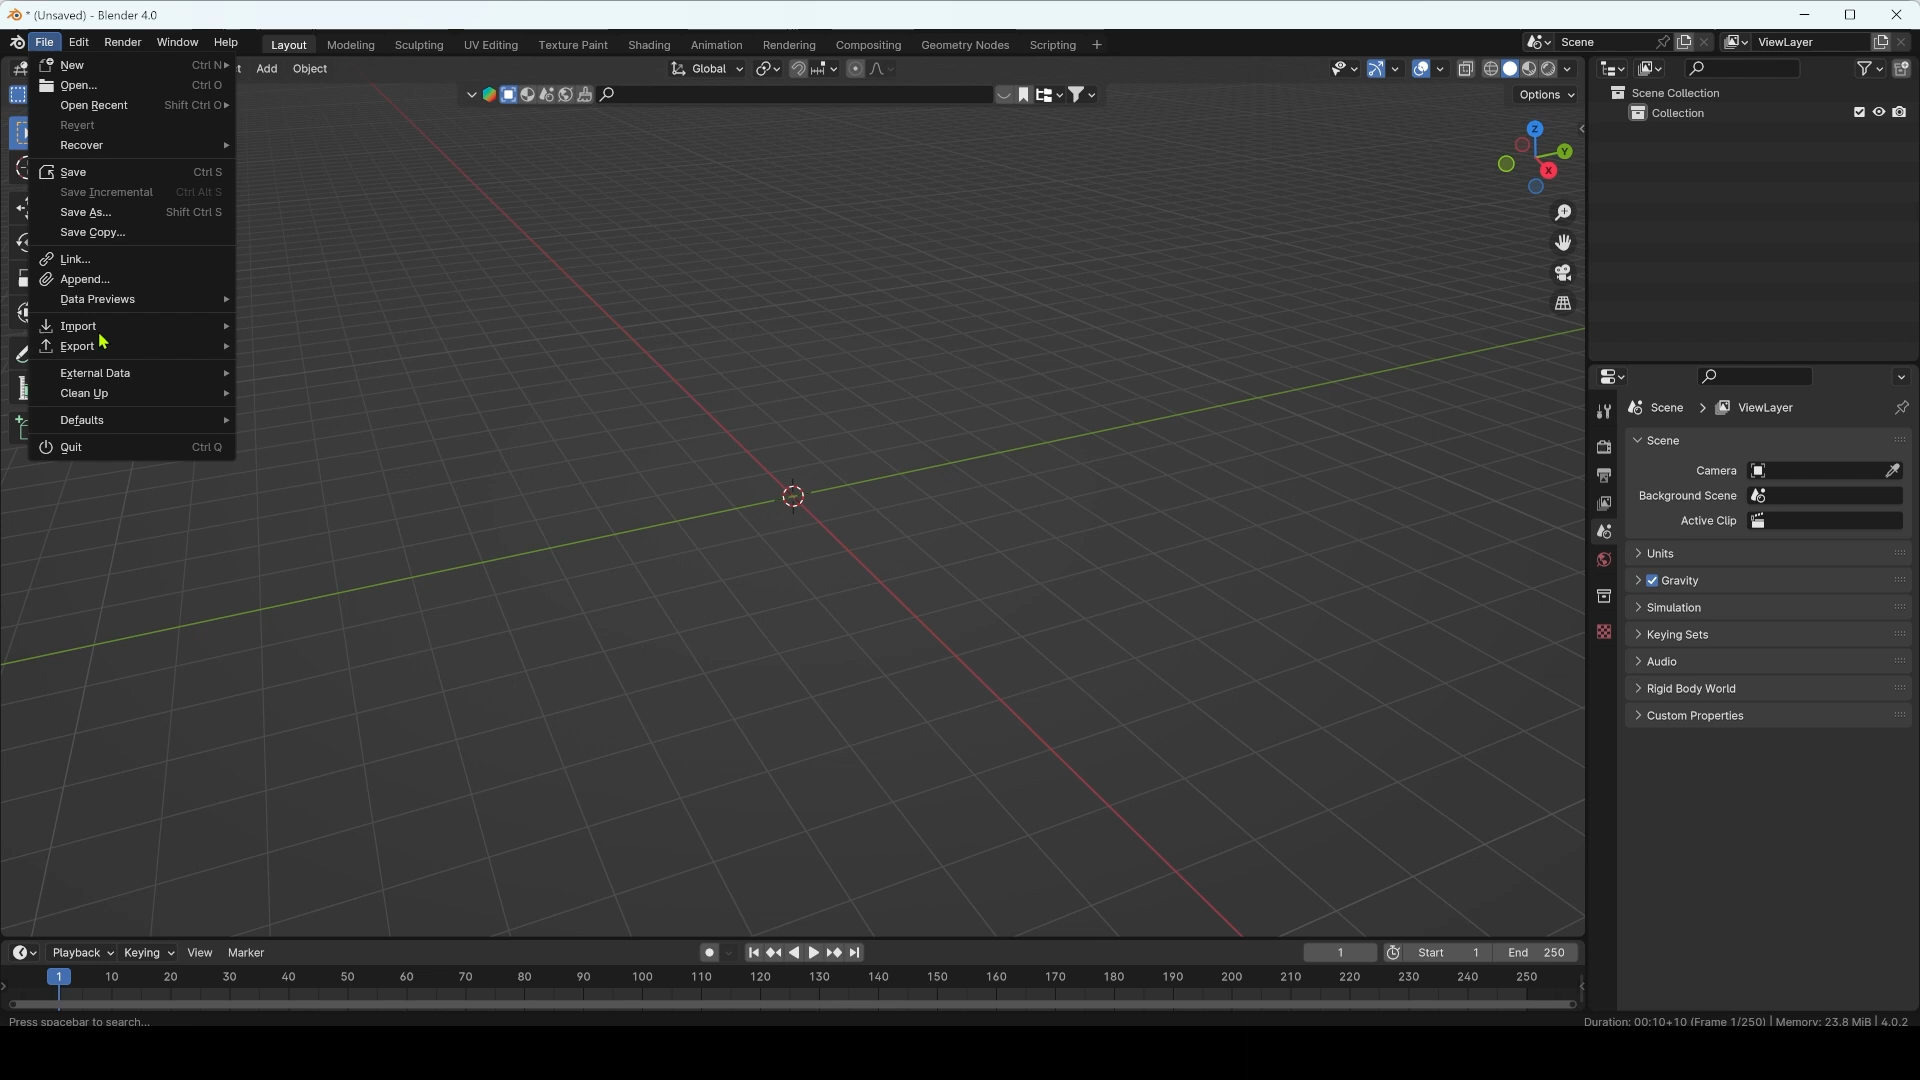 * (Unsaved) - Blender 4.0
File Edit Render Window Help Layout Modeling Sculpting UV Editing Texture Paint Shading Animation Rendering Compositing Geometry Nodes Scripting + Scene ViewLayer
New Ctrl N
Open... Ctrl O
Open Recent Shift Ctrl O
Revert
Recover
Save Ctrl S
Save Incremental Ctrl Alt S
Save As... Shift Ctrl S
Save Copy...
Link...
Append...
Data Previews
Import
Export
External Data
Clean Up
Defaults
Quit Ctrl Q
Add Object Global
Options
Z
Y
X
Scene Collection
Collection
Scene ViewLayer
Scene
Camera
Background Scene
Active Clip
Units
Gravity
Simulation
Keying Sets
Audio
Rigid Body World
Custom Properties
Playback Keying View Marker 1 Start 1 End 250
1 10 20 30 40 50 60 70 80 90 100 110 120 130 140 150 160 170 180 190 200 210 220 230 240 250
Press spacebar to search...
Duration: 00:10+10 (Frame 1/250) | Memory: 23.8 MiB | 4.0.2